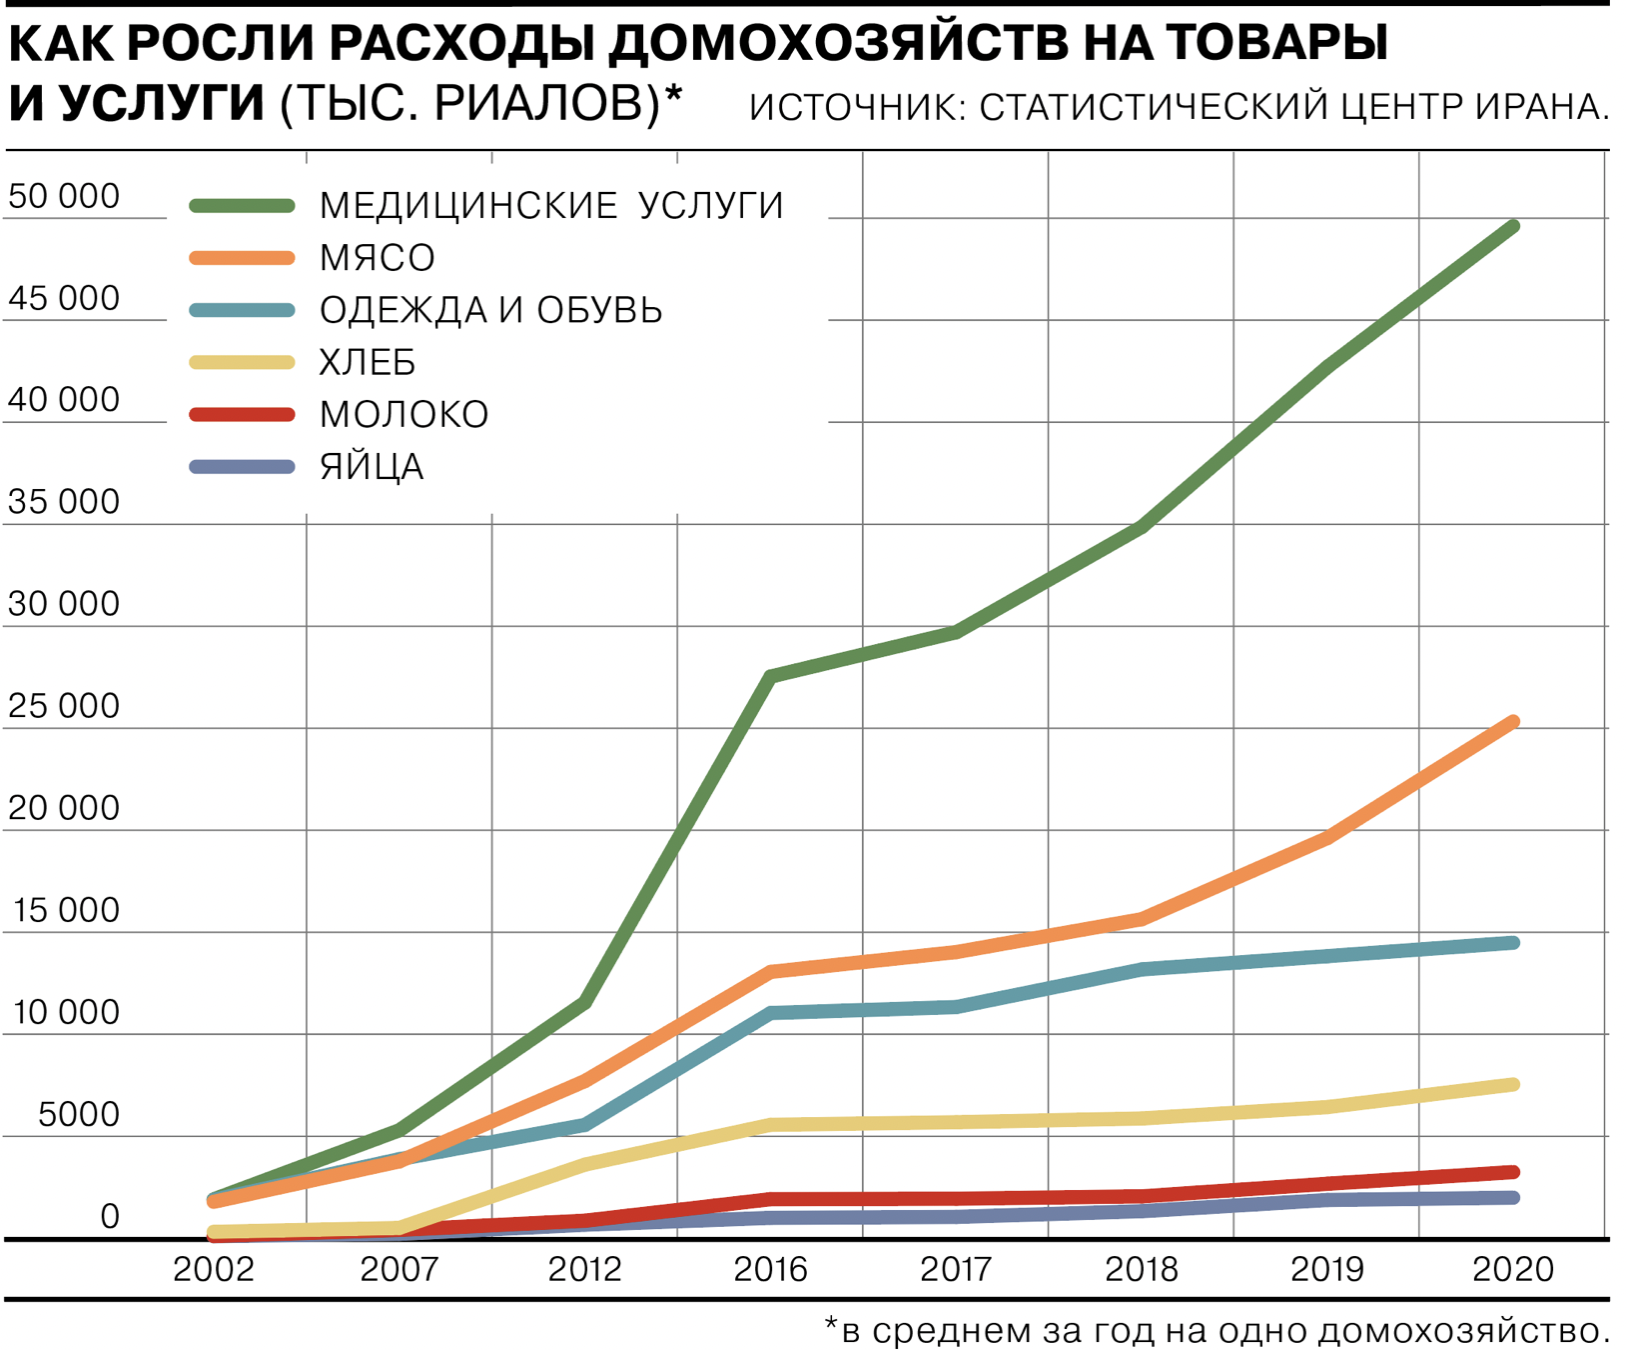 КАК РОСЛИ РАСХОДЫ ДОМОХОЗЯЙСТВ НА ТОВАРЫ
И УСЛУГИ (ТЫС. РИАЛОВ)* ИСТОЧНИК: СТАТИСТИЧЕСКИЙ ЦЕНТР ИРАНА.
50 000
45 000
40 000
35 000
30 000
25 000
20 000
15 000
10 000
5000
0
МЕДИЦИНСКИЕ УСЛУГИ
МЯСО
ОДЕЖДА И ОБУВЬ
ХЛЕБ
МОЛОКО
ЯЙЦА
2002 2007 2012 2016 2017 2018 2019 2020
*в среднем за год на одно домохозяйство.